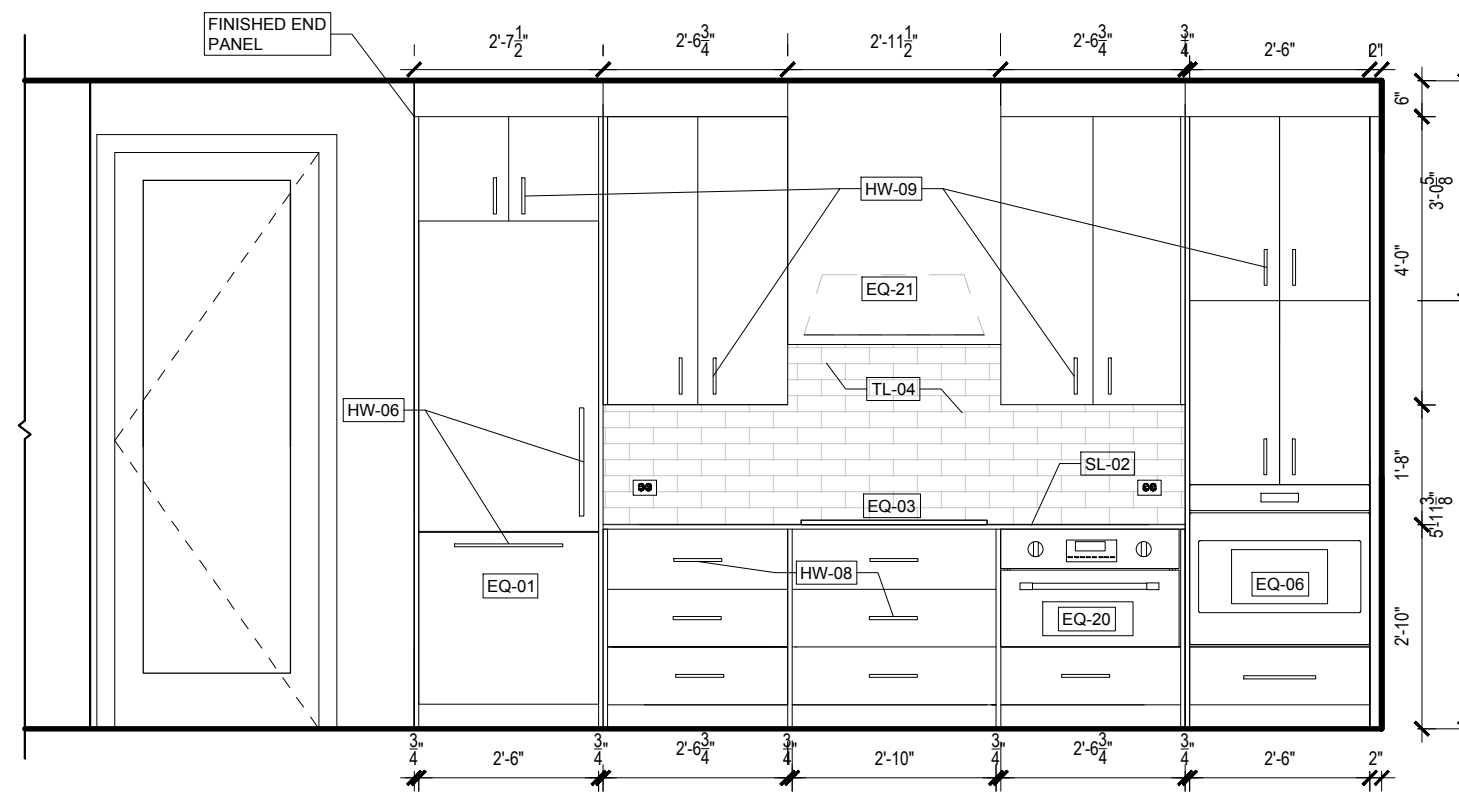 FINISHED END
PANEL
2'-7 1/2"
2'-6 3/4"
2'-11 1/2"
2'-6 3/4"
3/4"
2'-6"
2"
6"
3'-0 5/8"
HW-09
4'-0"
EQ-21
TL-04
HW-06
SL-02
1'-8"
EQ-03
5'-11 3/8"
HW-08
EQ-01
EQ-06
EQ-20
2'-10"
3/4"
2'-6"
3/4"
2'-6 3/4"
3/4"
2'-10"
3/4"
2'-6 3/4"
3/4"
2'-6"
2"